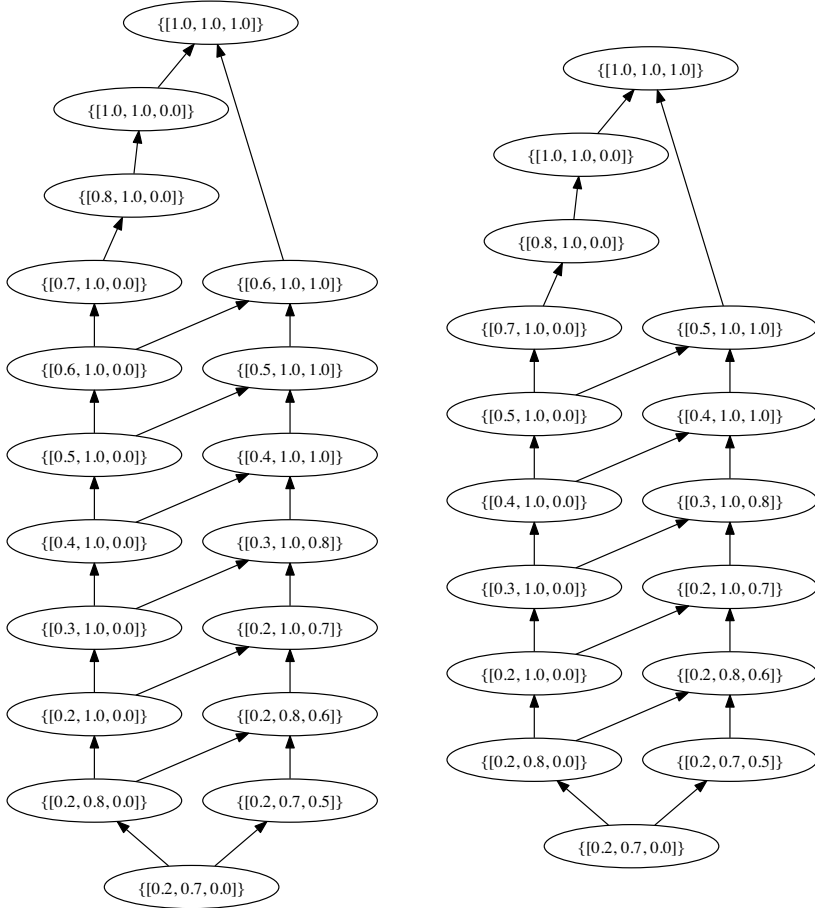 {[1.0, 1.0, 1.0]}
{[1.0, 1.0, 0.0]}
{[0.8, 1.0, 0.0]}
{[0.7, 1.0, 0.0]}
{[0.6, 1.0, 1.0]}
{[0.6, 1.0, 0.0]}
{[0.5, 1.0, 1.0]}
{[0.5, 1.0, 0.0]}
{[0.4, 1.0, 1.0]}
{[0.4, 1.0, 0.0]}
{[0.3, 1.0, 0.8]}
{[0.3, 1.0, 0.0]}
{[0.2, 1.0, 0.7]}
{[0.2, 1.0, 0.0]}
{[0.2, 0.8, 0.6]}
{[0.2, 0.8, 0.0]}
{[0.2, 0.7, 0.5]}
{[0.2, 0.7, 0.0]}
{[1.0, 1.0, 1.0]}
{[1.0, 1.0, 0.0]}
{[0.8, 1.0, 0.0]}
{[0.7, 1.0, 0.0]}
{[0.5, 1.0, 1.0]}
{[0.5, 1.0, 0.0]}
{[0.4, 1.0, 1.0]}
{[0.4, 1.0, 0.0]}
{[0.3, 1.0, 0.8]}
{[0.3, 1.0, 0.0]}
{[0.2, 1.0, 0.7]}
{[0.2, 1.0, 0.0]}
{[0.2, 0.8, 0.6]}
{[0.2, 0.8, 0.0]}
{[0.2, 0.7, 0.5]}
{[0.2, 0.7, 0.0]}